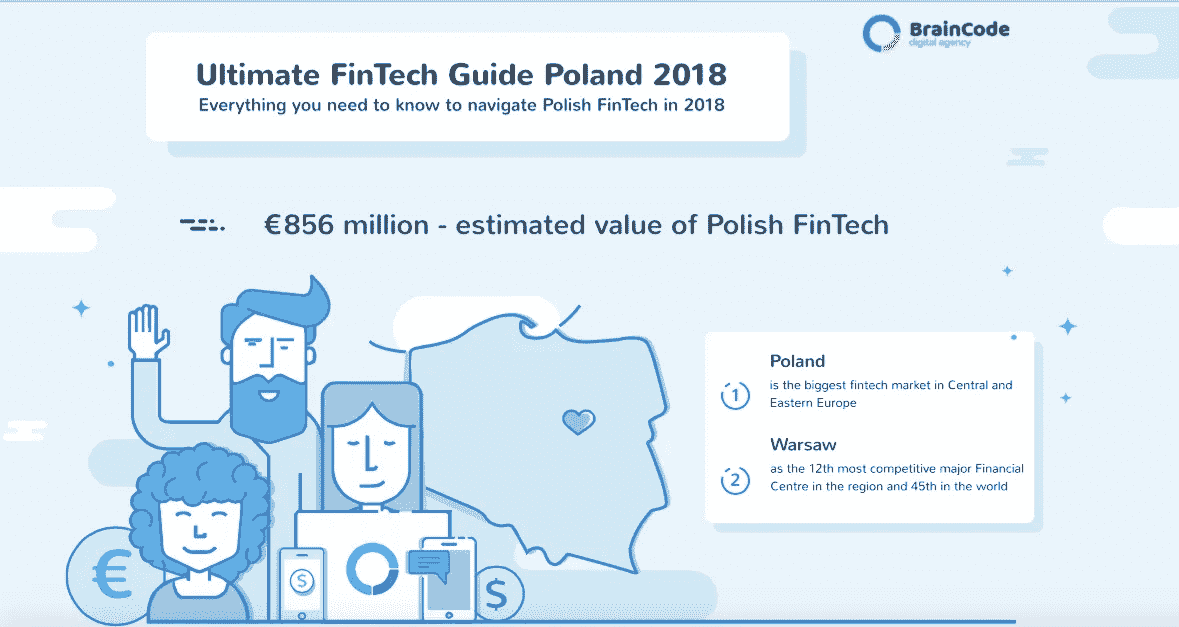 BrainCode
digital agency
Ultimate FinTech Guide Poland 2018
Everything you need to know to navigate Polish FinTech in 2018
€856 million - estimated value of Polish FinTech
Poland
1
is the biggest fintech market in Central and
Eastern Europe
Warsaw
2
as the 12th most competitive major Financial
Centre in the region and 45th in the world
€
$
$